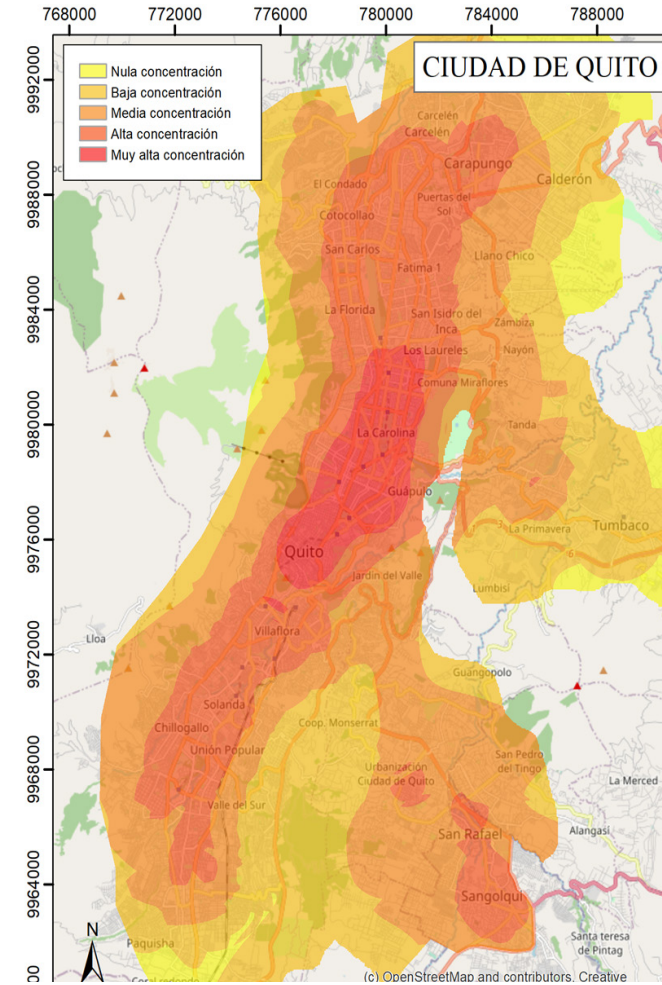 768000 772000 776000 780000 784000 788000
CIUDAD DE QUITO
Nula concentración
Baja concentración
Media concentración
Alta concentración
Muy alta concentración
9992000
9988000
9984000
9980000
9976000
9972000
9968000
9964000
Carcelén
Carcelén
Carapungo
El Condado
Calderón
Puertas del
Sol
Cotocollao
San Carlos
Llano Chico
Fatima 1
La Florida
San Isidro del
Inca
Zámbiza
Los Laureles
Nayón
Comuna Miraflores
La Carolina
Tanda
Guápulo
La Primavera
Tumbaco
6
Quito
Jardin del Valle
Lumbisí
Villaflora
Lloa
Guangopolo
Solanda
Coop. Monserrat
Chillogallo
Unión Popular
San Pedro
del Tingo
Urbanización
Ciudad de Quito
La Merced
Valle del Sur
San Rafael
Alangasí
Sangolquí
Paquisha
Santa teresa
de Pintag
N
(c) OpenStreetMap and contributors, Creative